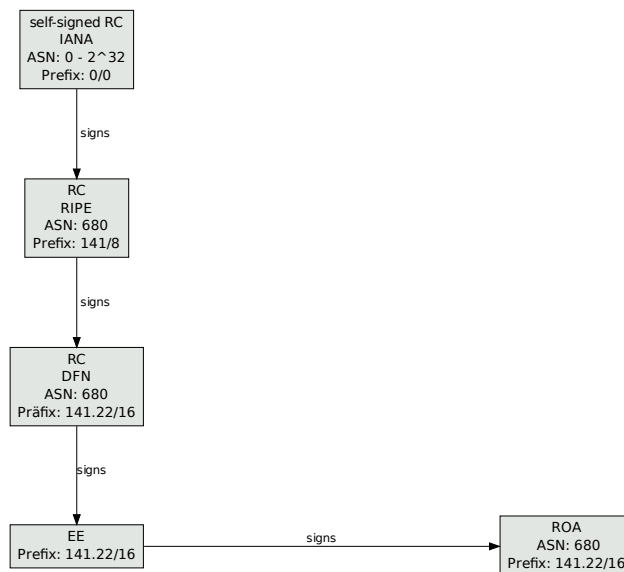 self-signed RC
IANA
ASN: 0 - 2^32
Prefix: 0/0
signs
RC
RIPE
ASN: 680
Prefix: 141/8
signs
RC
DFN
ASN: 680
Präfix: 141.22/16
signs
EE
Prefix: 141.22/16
signs
ROA
ASN: 680
Prefix: 141.22/16